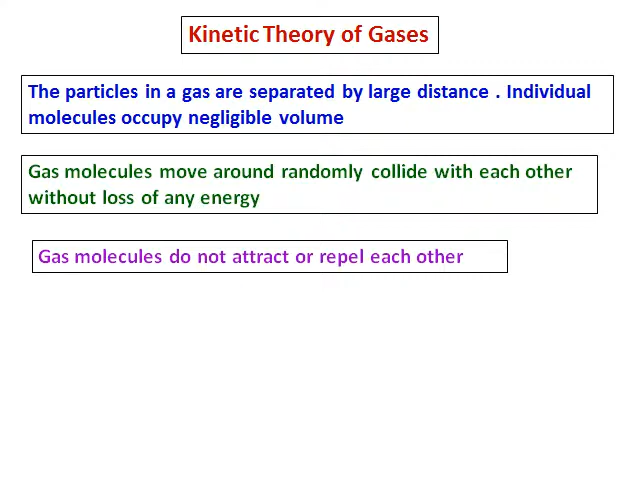 Kinetic Theory of Gases
The particles in a gas are separated by large distance . Individual
molecules occupy negligible volume
Gas molecules move around randomly collide with each other
without loss of any energy
Gas molecules do not attract or repel each other